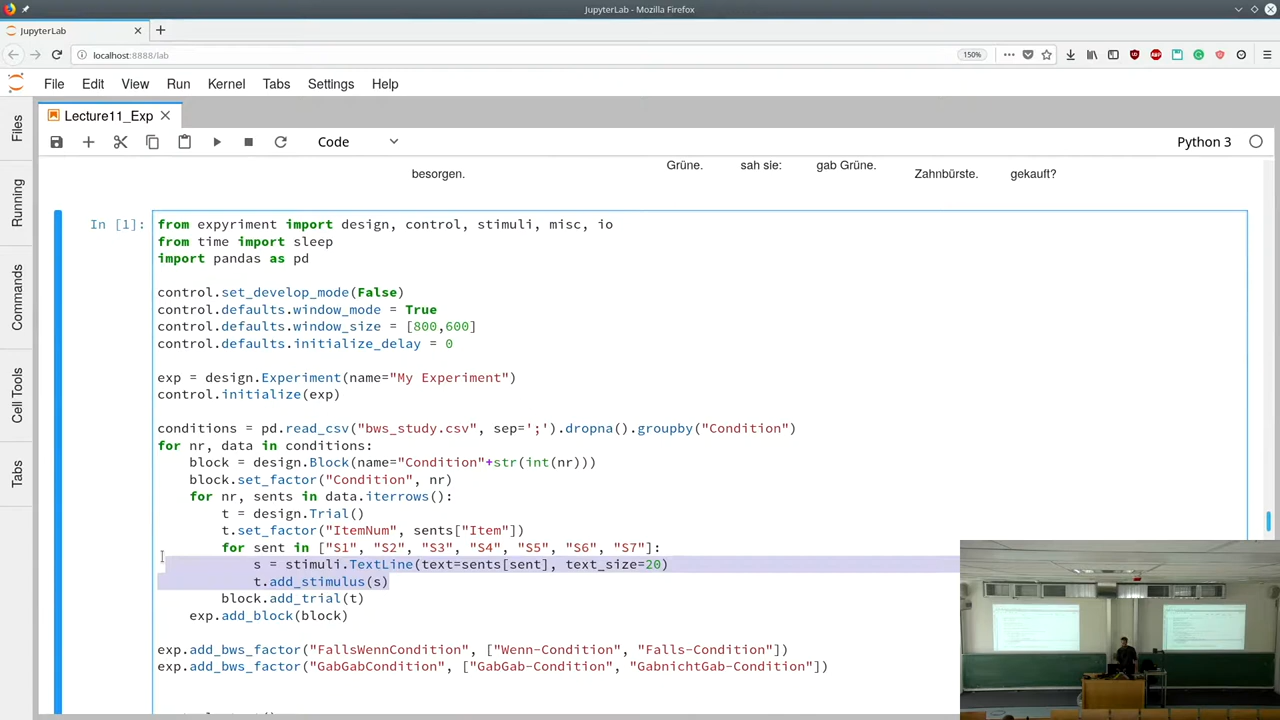 JupyterLab - Mozilla Firefox
JupyterLab
localhost:8888/lab
150%
File Edit View Run Kernel Tabs Settings Help
Lecture11_Exp
Code
Python 3
Files
Running
Commands
Cell Tools
Tabs
Grüne. sah sie: gab Grüne.
besorgen. Zahnbürste. gekauft?
In [1]:
from expyriment import design, control, stimuli, misc, io
from time import sleep
import pandas as pd
control.set_develop_mode(False)
control.defaults.window_mode = True
control.defaults.window_size = [800,600]
control.defaults.initialize_delay = 0
exp = design.Experiment(name="My Experiment")
control.initialize(exp)
conditions = pd.read_csv("bws_study.csv", sep=';').dropna().groupby("Condition")
for nr, data in conditions:
    block = design.Block(name="Condition"+str(int(nr)))
    block.set_factor("Condition", nr)
    for nr, sents in data.iterrows():
        t = design.Trial()
        t.set_factor("ItemNum", sents["Item"])
        for sent in ["S1", "S2", "S3", "S4", "S5", "S6", "S7"]:
            s = stimuli.TextLine(text=sents[sent], text_size=20)
            t.add_stimulus(s)
        block.add_trial(t)
    exp.add_block(block)
exp.add_bws_factor("FallsWennCondition", ["Wenn-Condition", "Falls-Condition"])
exp.add_bws_factor("GabGabCondition", ["GabGab-Condition", "GabnichtGab-Condition"])